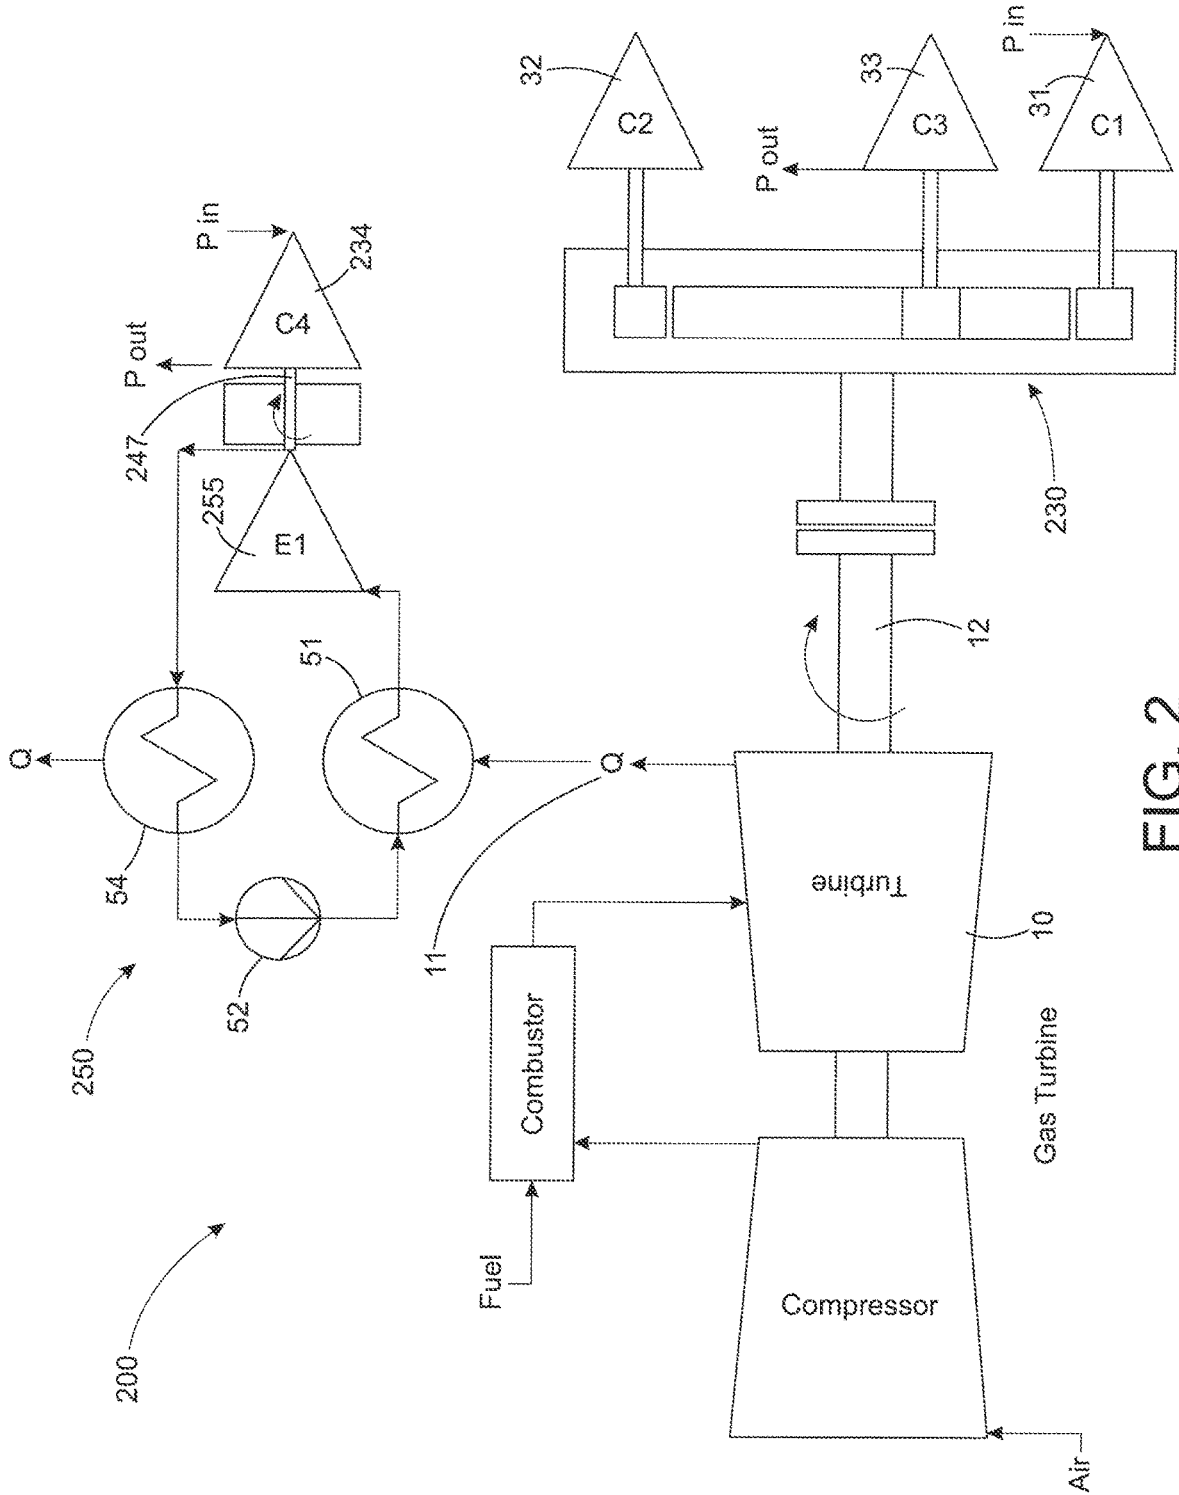 P in
32
31
33
C2
C3
C1
P out
P in
234
C4
P out
247
230
255
E1
12
51
Q
Q
54
Turbine
11
10
52
Combustor
250
Gas Turbine
Fuel
Compressor
200
Air
FIG. 2